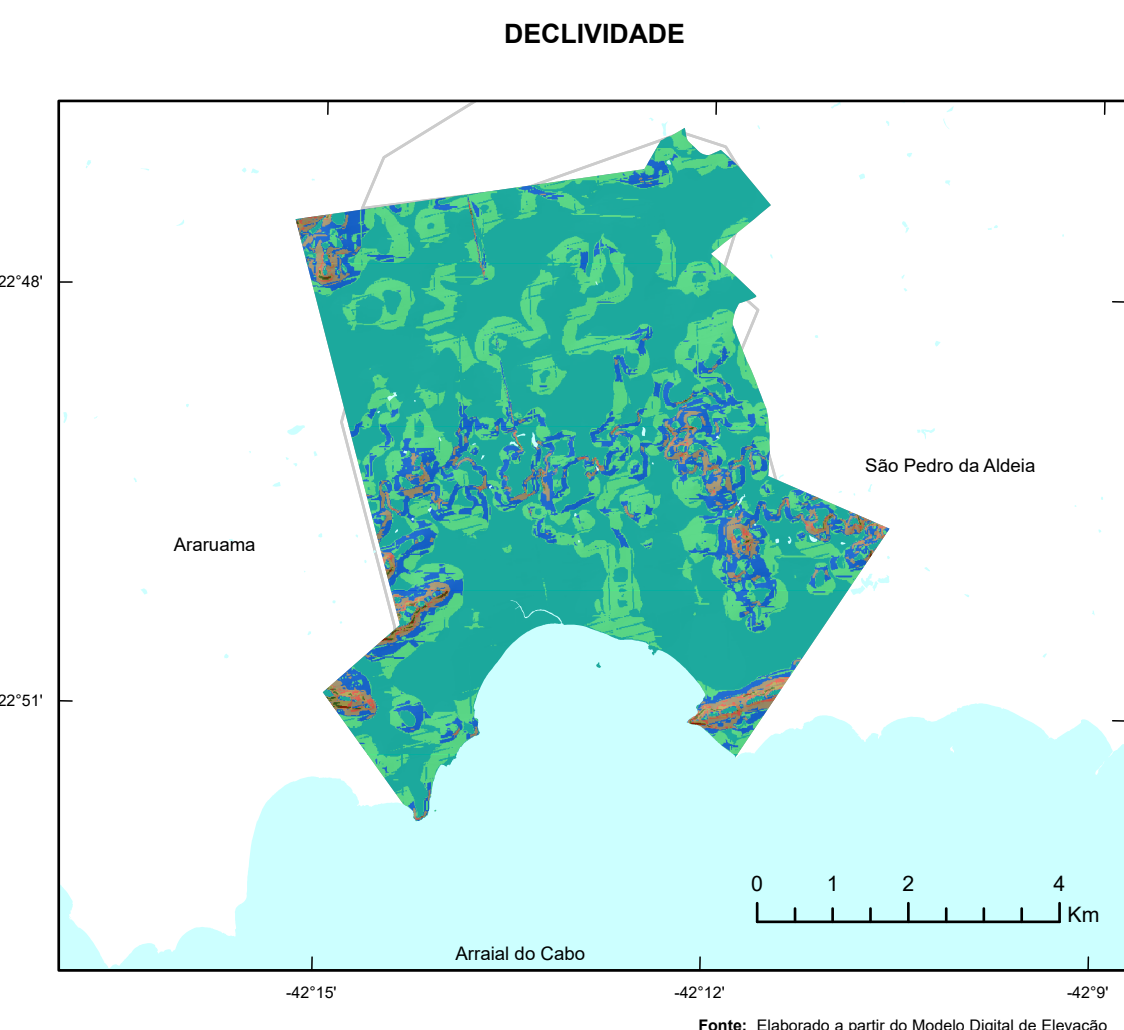 DECLIVIDADE
22°48'
São Pedro da Aldeia
Araruama
22°51'
0 1 2 4
Km
Arraial do Cabo
-42°15' -42°12' -42°9'
Fonte: Elaborado a partir do Modelo Digital de Elevação